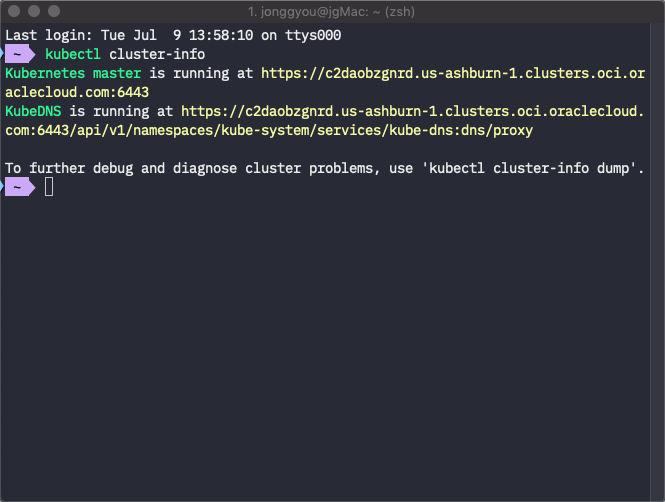 1. jonggyou@jgMac: ~ (zsh)
Last login: Tue Jul  9 13:58:10 on ttys000
~ kubectl cluster-info
Kubernetes master is running at https://c2daobzgnrd.us-ashburn-1.clusters.oci.or
aclecloud.com:6443
KubeDNS is running at https://c2daobzgnrd.us-ashburn-1.clusters.oci.oraclecloud.
com:6443/api/v1/namespaces/kube-system/services/kube-dns:dns/proxy
To further debug and diagnose cluster problems, use 'kubectl cluster-info dump'.
~